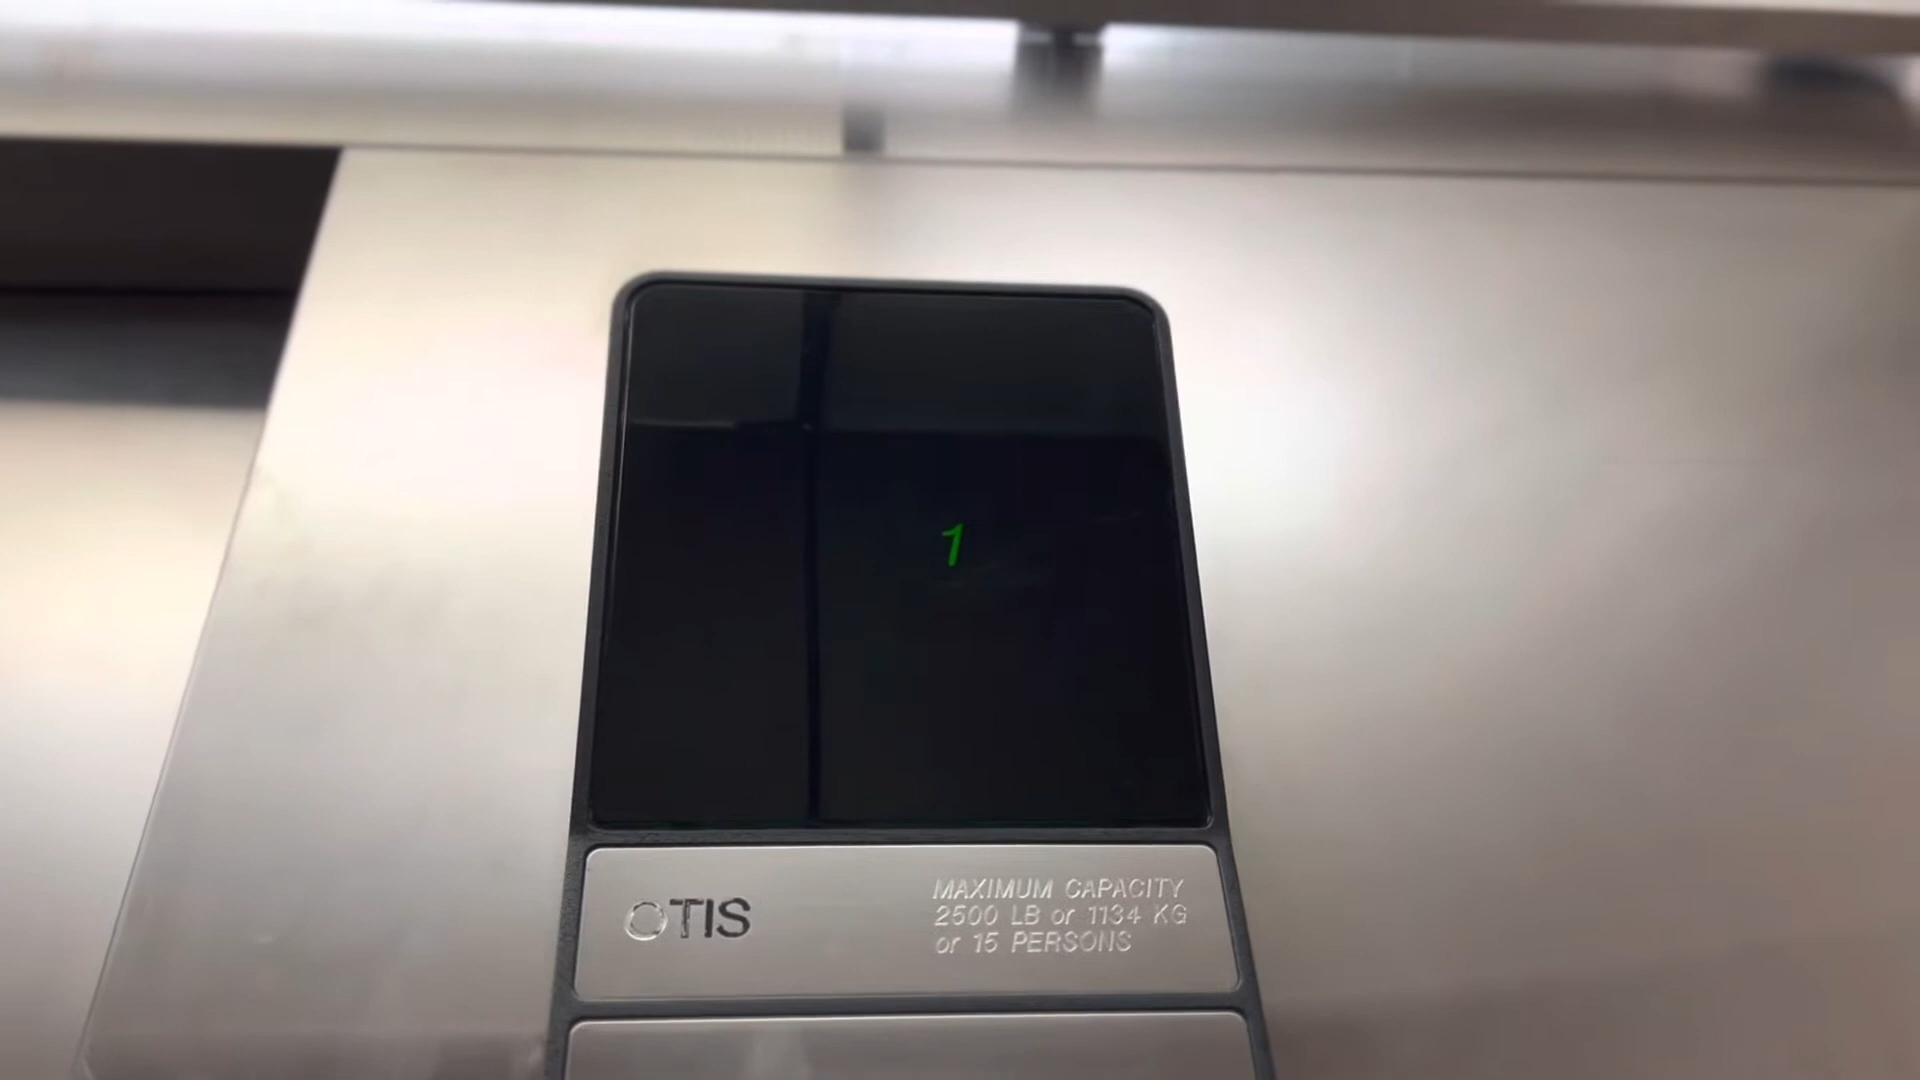 1
OTIS
MAXIMUM CAPACITY
2500 LB or 1134 KG
or 15 PERSONS